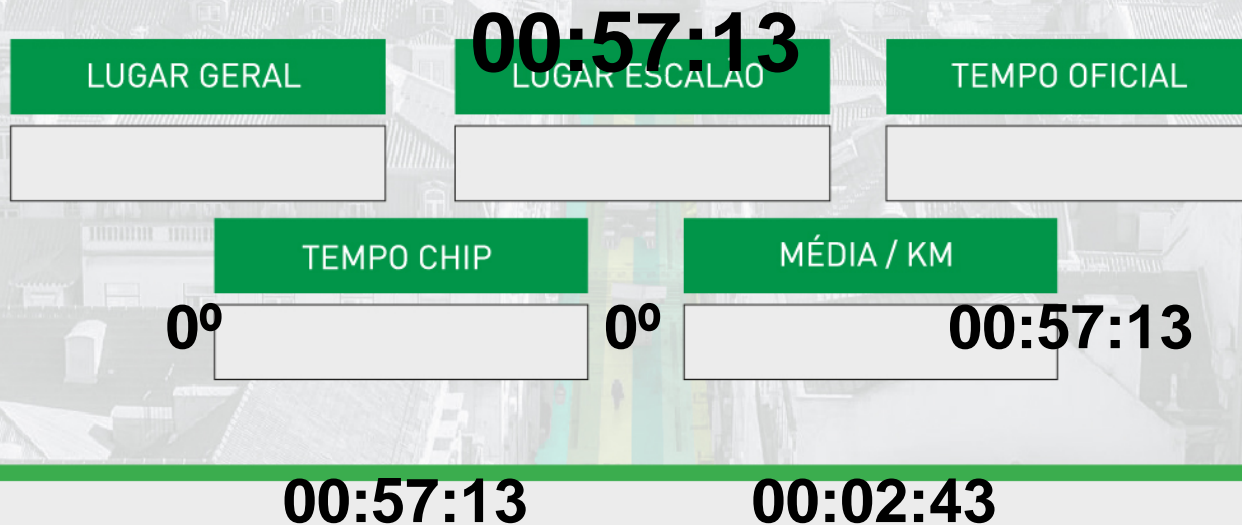 00:57:13
LUGAR GERAL
LUGAR ESCALÃO
TEMPO OFICIAL
TEMPO CHIP
MÉDIA / KM
0º
0º
00:57:13
00:57:13
00:02:43